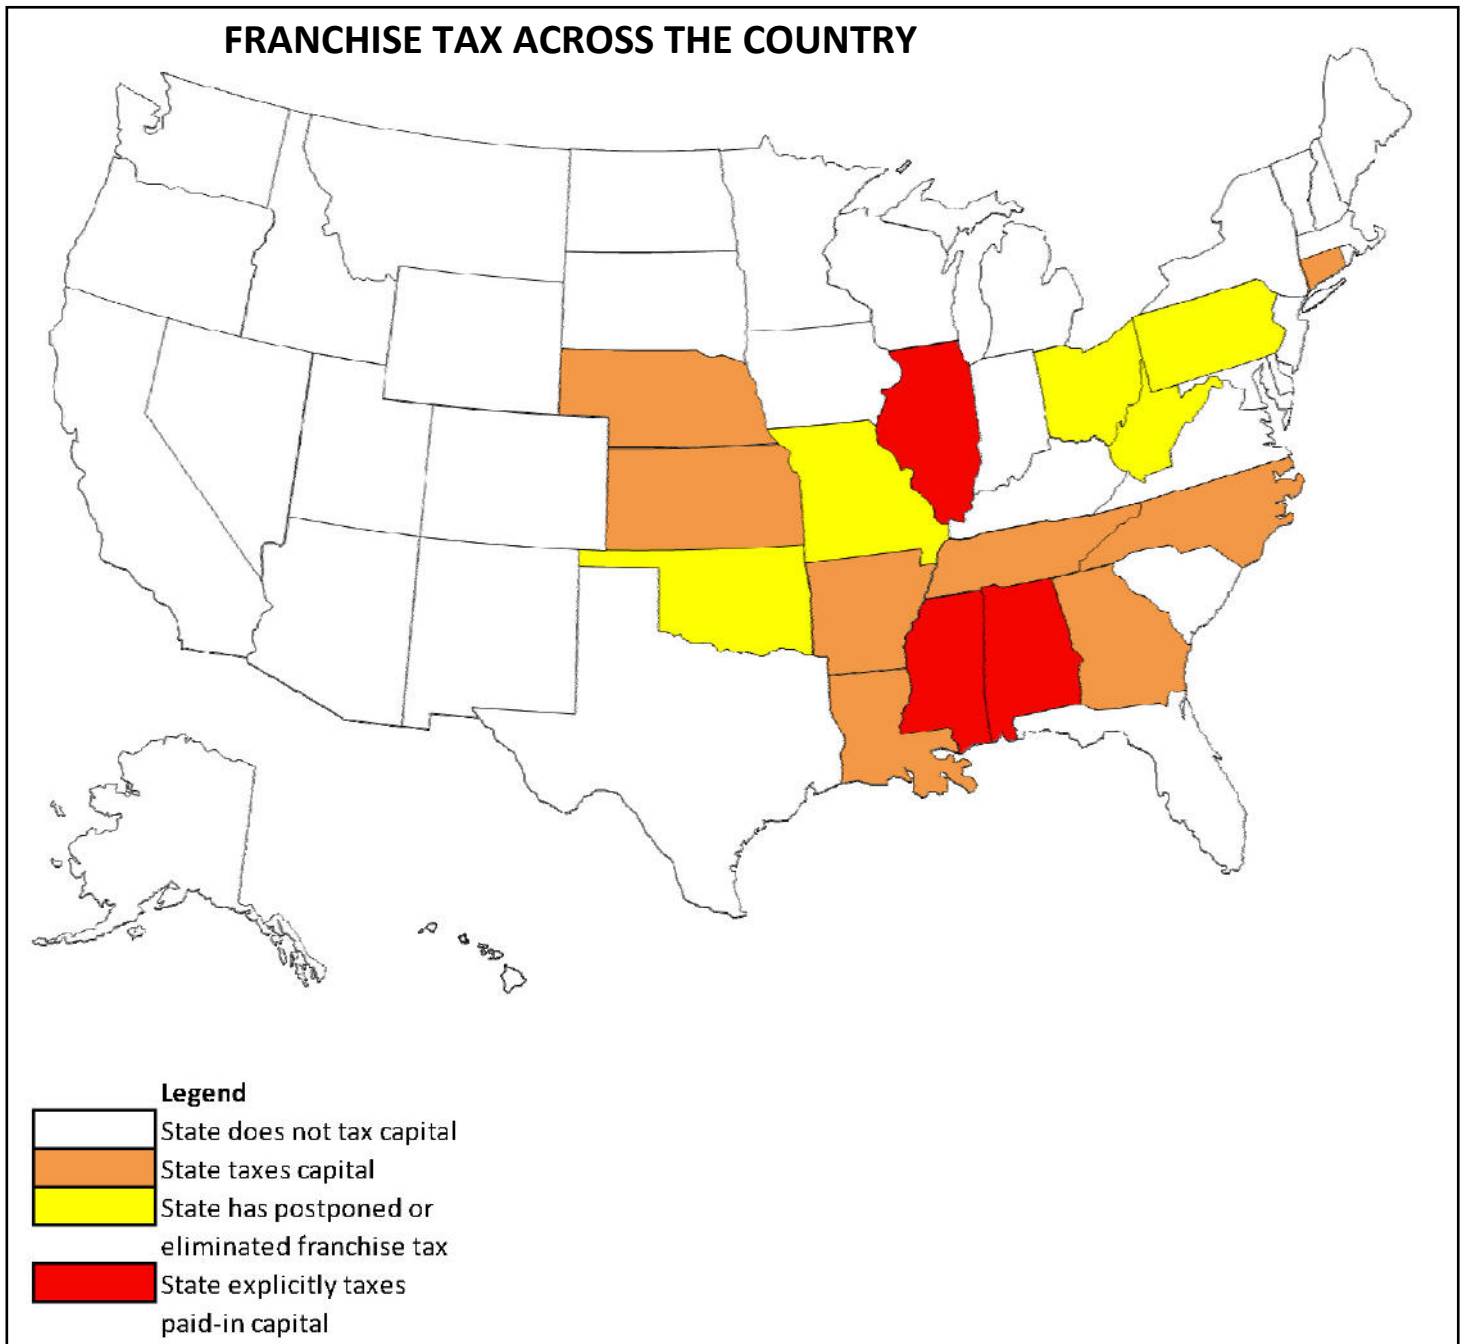 FRANCHISE TAX ACROSS THE COUNTRY
Legend
State does not tax capital
State taxes capital
State has postponed or
eliminated franchise tax
State explicitly taxes
paid-in capital